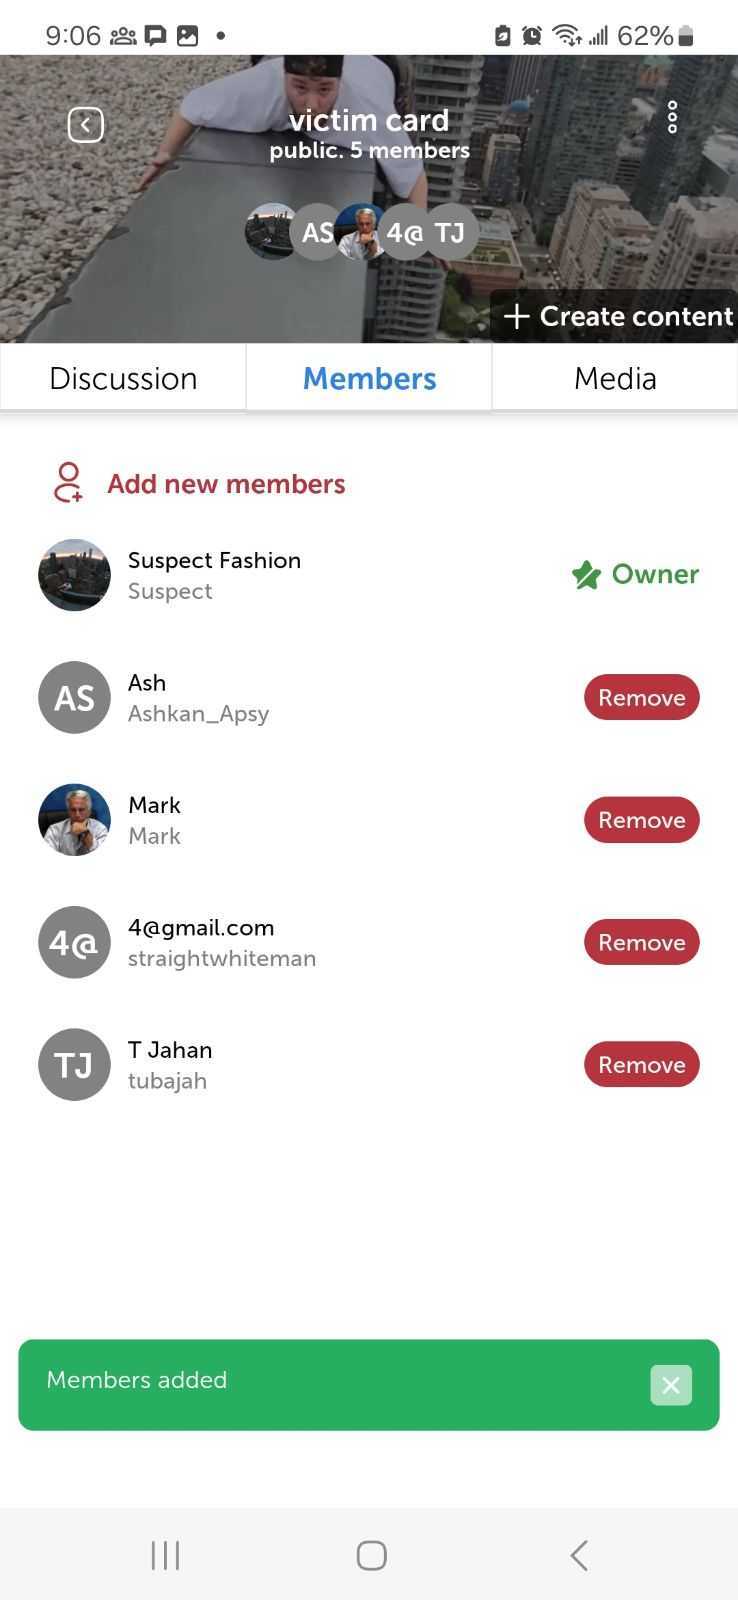 9:06 62%
victim card
public. 5 members
AS 4@ TJ
+ Create content
Discussion Members Media
Add new members
Suspect Fashion
Suspect
Owner
AS
Ash
Ashkan_Apsy
Remove
Mark
Mark
Remove
4@
4@gmail.com
straightwhiteman
Remove
TJ
T Jahan
tubajah
Remove
Members added